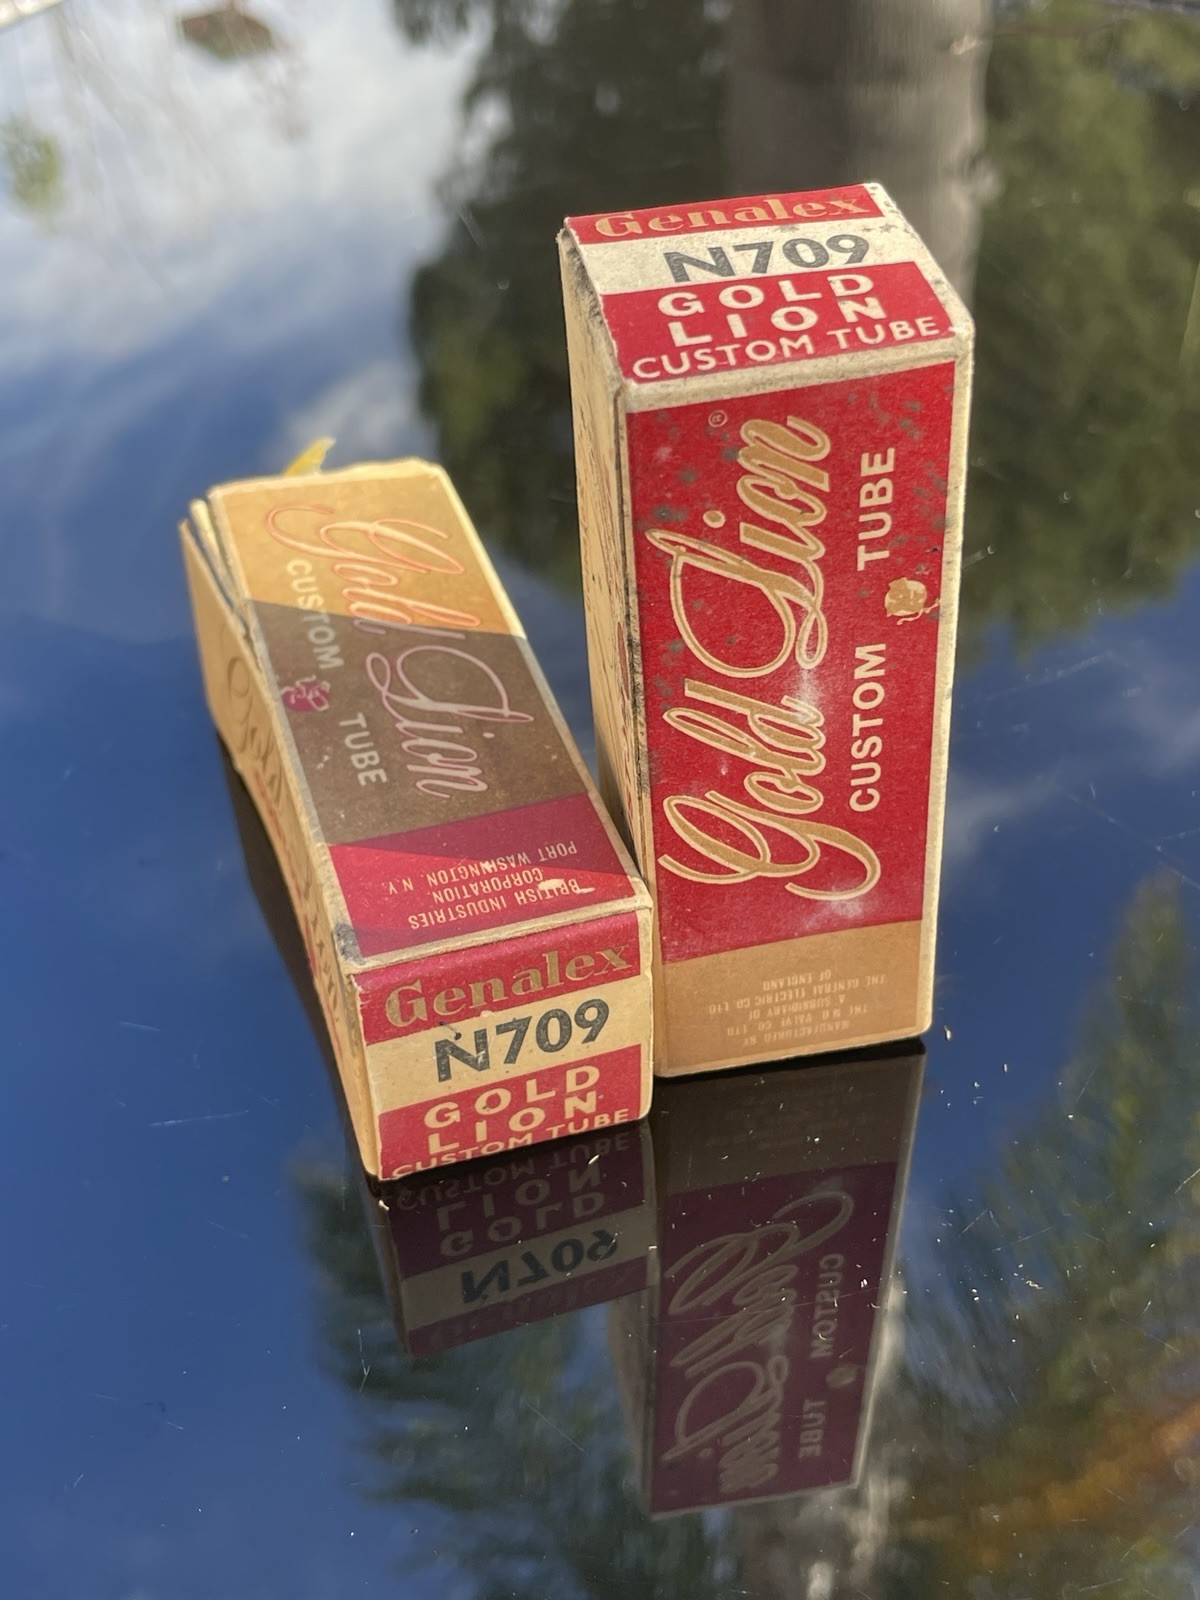 Genalex
N709
GOLD
LION
CUSTOM TUBE
®
Gold Lion
CUSTOM TUBE
MANUFACTURED BY
THE M.O. VALVE CO. LTD.
A SUBSIDIARY OF
THE GENERAL ELECTRIC CO LTD
OF ENGLAND
Gold Lion
CUSTOM TUBE
BRITISH INDUSTRIES
CORPORATION
PORT WASHINGTON, N.Y.
Genalex
N709
GOLD
LION
CUSTOM TUBE
Gold Lion